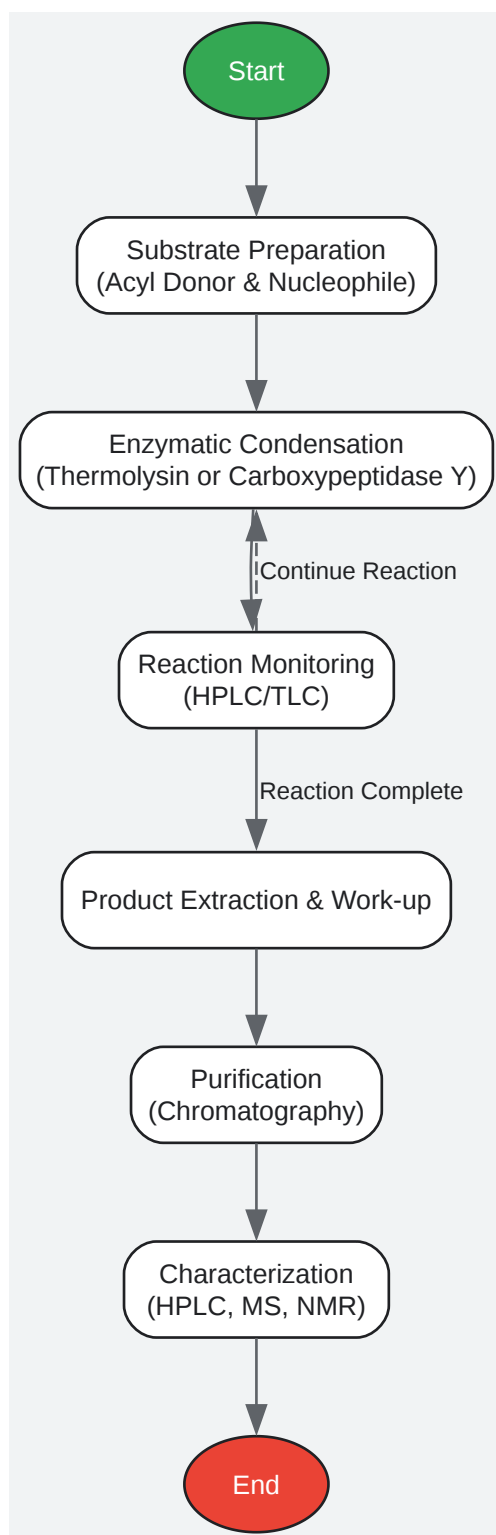 Start
Substrate Preparation
(Acyl Donor & Nucleophile)
Enzymatic Condensation
(Thermolysin or Carboxypeptidase Y)
Continue Reaction
Reaction Monitoring
(HPLC/TLC)
Reaction Complete
Product Extraction & Work-up
Purification
(Chromatography)
Characterization
(HPLC, MS, NMR)
End